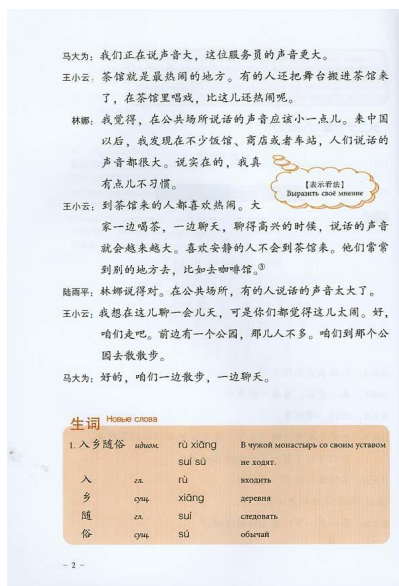 马大为：我们正在说声音大，这位服务员的声音更大。
王小云：茶馆就是最热闹的地方。有的人还把舞台搬进茶馆来
了，在茶馆里唱戏，比这儿还热闹呢。
林娜：我觉得，在公共场所说话的声音应该小一点儿。来中国
以后，我发现在不少饭馆、商店或者车站，人们说话的
声音都很大。说实在的，我真
有点儿不习惯。
【表示看法】
Выразить своё мнение
王小云：到茶馆来的人都喜欢热闹。大
家一边喝茶，一边聊天，聊得高兴的时候，说话的声音
就会越来越大。喜欢安静的人不会到茶馆来。他们常常
到别的地方去，比如去咖啡馆。③
陆雨平：林娜说得对。在公共场所，有的人说话的声音太大了。
王小云：我想在这儿聊一会儿天，可是你们都觉得这儿太闹。好，
咱们走吧。前边有一个公园，那儿人不多。咱们到那个公
园去散散步。
马大为：好的，咱们一边散步，一边聊天。
生词 Новые слова
1. 入乡随俗 идиом. rù xiāng В чужой монастырь со своим уставом
suí sú не ходят.
入 гл. rù входить
乡 сущ. xiāng деревня
随 гл. suí следовать
俗 сущ. sú обычай
– 2 –